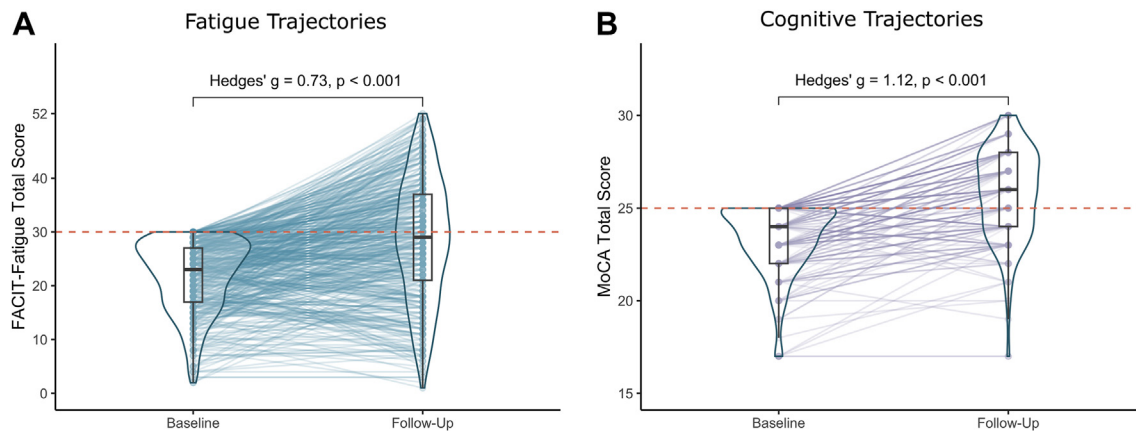 A
Fatigue Trajectories
Hedges' g = 0.73, p < 0.001
FACIT-Fatigue Total Score
52
40
30
20
10
0
Baseline
Follow-Up
B
Cognitive Trajectories
Hedges' g = 1.12, p < 0.001
MoCA Total Score
30
25
20
15
Baseline
Follow-Up